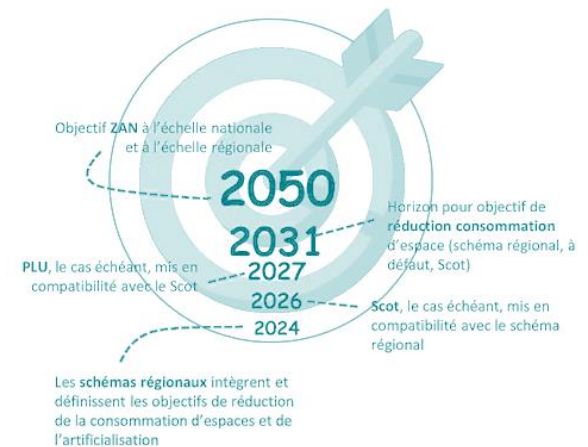 Objectif ZAN à l'échelle nationale
et à l'échelle régionale
2050
Horizon pour objectif de
réduction consommation
d'espace (schéma régional, à
défaut, Scot)
2031
PLU, le cas échéant, mis en
compatibilité avec le Scot
2027
2026
Scot, le cas échéant, mis en
compatibilité avec le schéma
régional
2024
Les schémas régionaux intègrent et
définissent les objectifs de réduction
de la consommation d'espaces et de
l'artificialisation